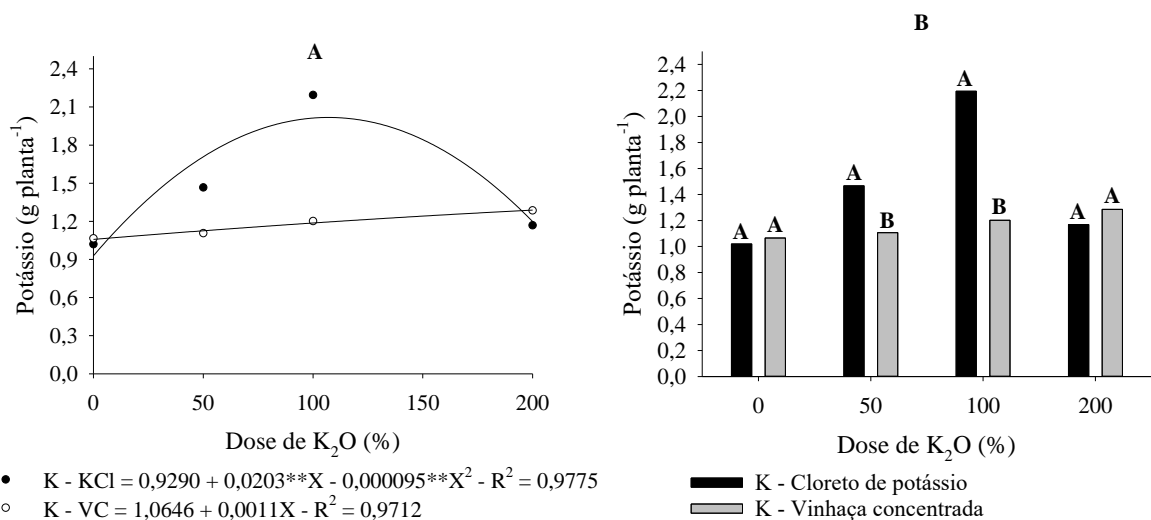 A
Potássio (g planta⁻¹)
2,4
2,1
1,8
1,5
1,2
0,9
0,6
0,3
0,0
0 50 100 150 200
Dose de K₂O (%)
K - KCl = 0,9290 + 0,0203**X - 0,000095**X² - R² = 0,9775
K - VC = 1,0646 + 0,0011X - R² = 0,9712
B
Potássio (g planta⁻¹)
2,4
2,2
2,0
1,8
1,6
1,4
1,2
1,0
0,8
0,6
0,4
0,2
0,0
A A A B A B A A
0 50 100 200
Dose de K₂O (%)
K - Cloreto de potássio
K - Vinhaça concentrada